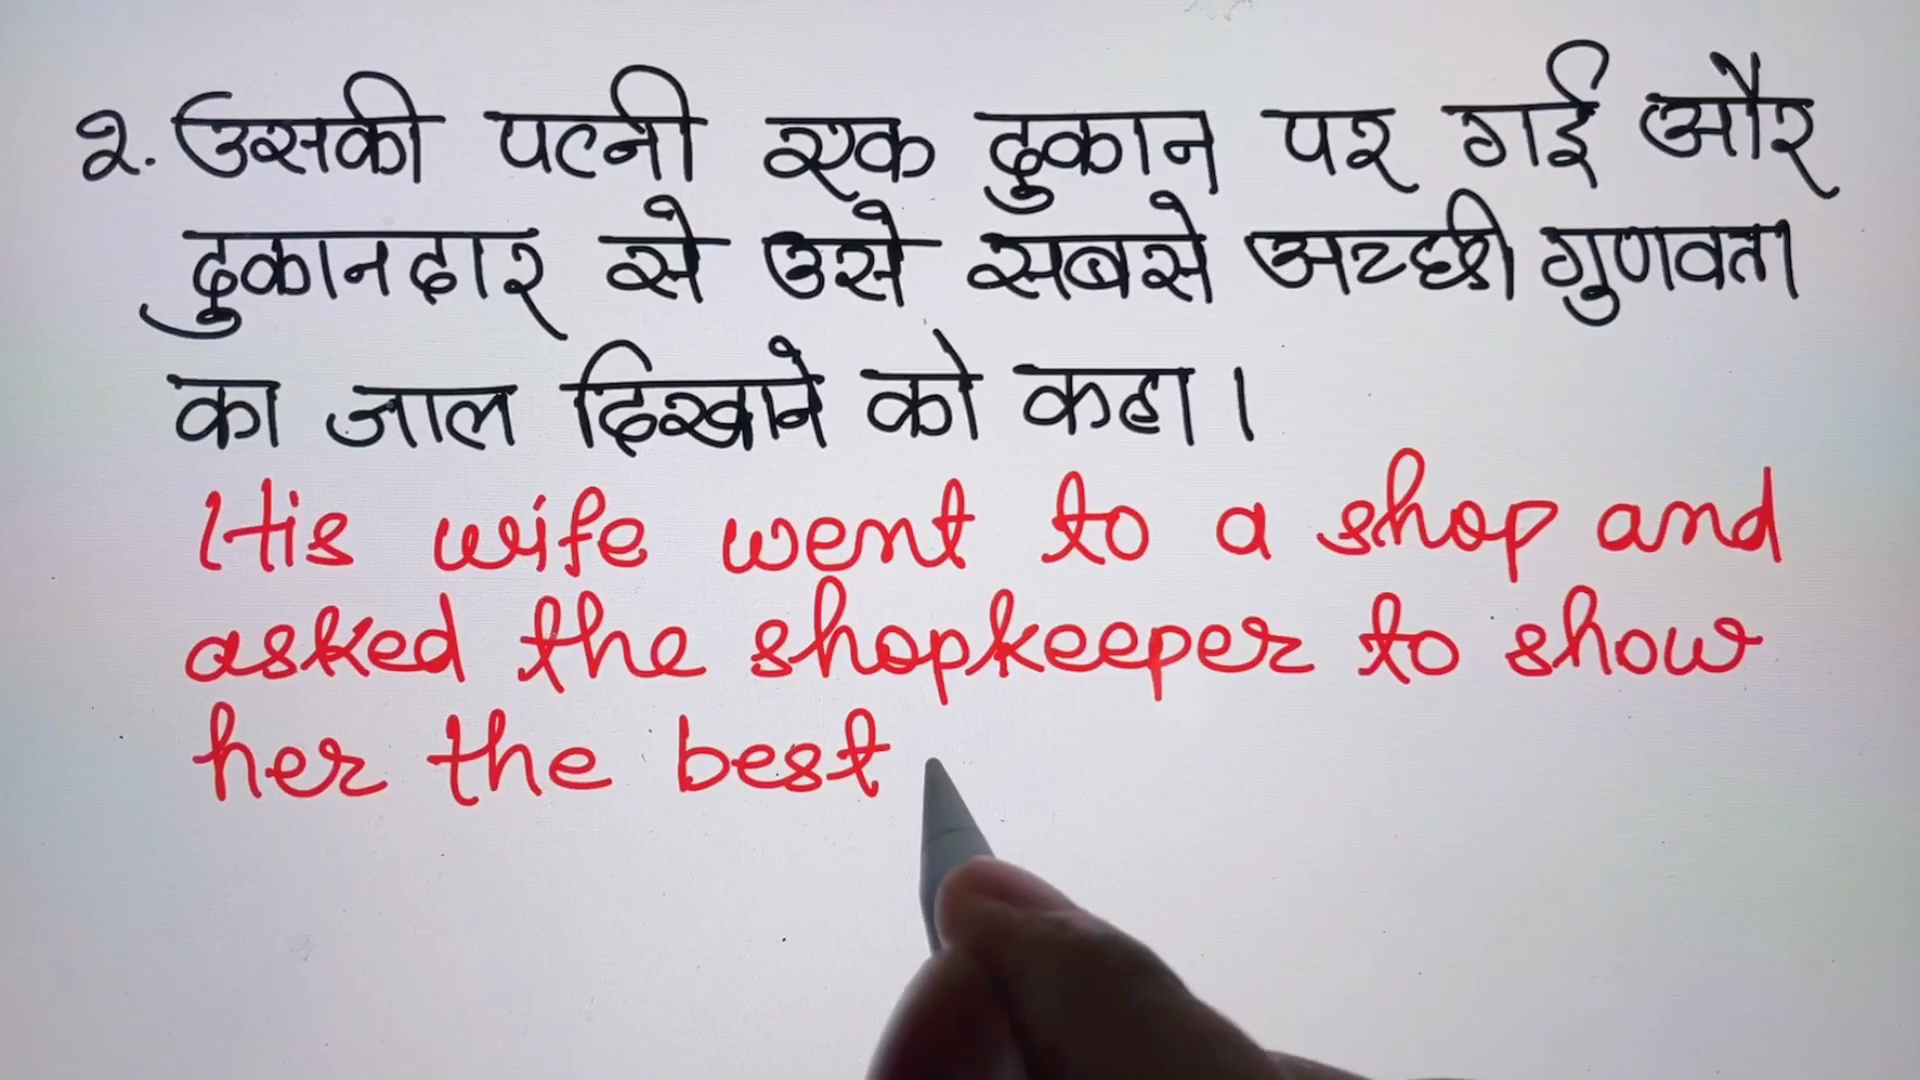 २. उसकी पत्नी एक दुकान पर गई और
दुकानदार से उसे सबसे अच्छी गुणवता
का जाल दिखाने को कहा।
His wife went to a shop and
asked the shopkeeper to show
her the best